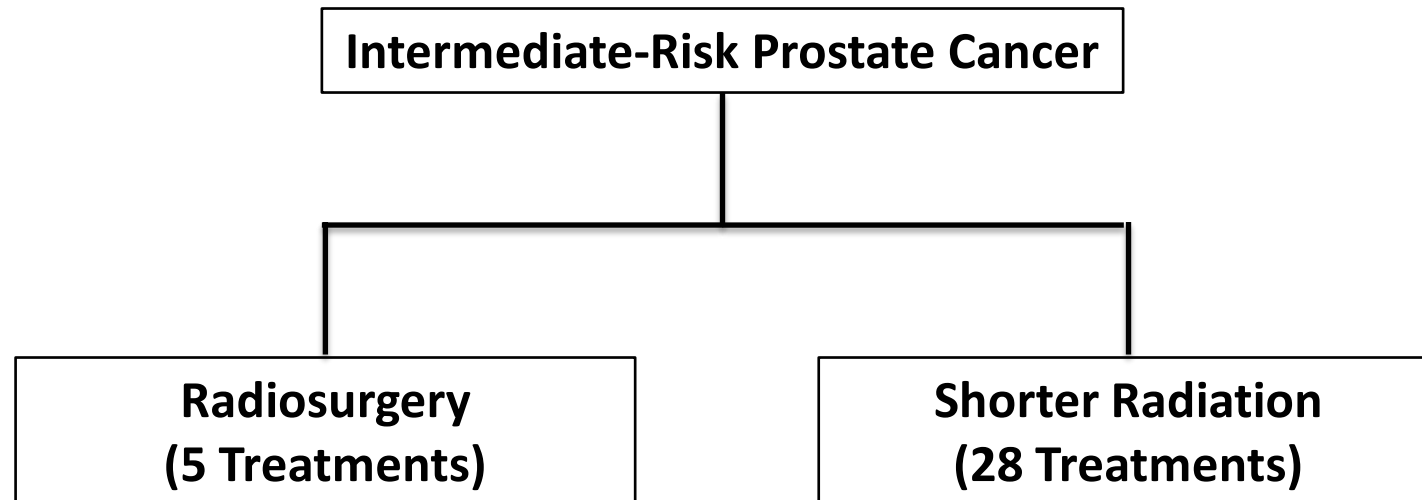 Intermediate-Risk Prostate Cancer
Radiosurgery
(5 Treatments)
Shorter Radiation
(28 Treatments)